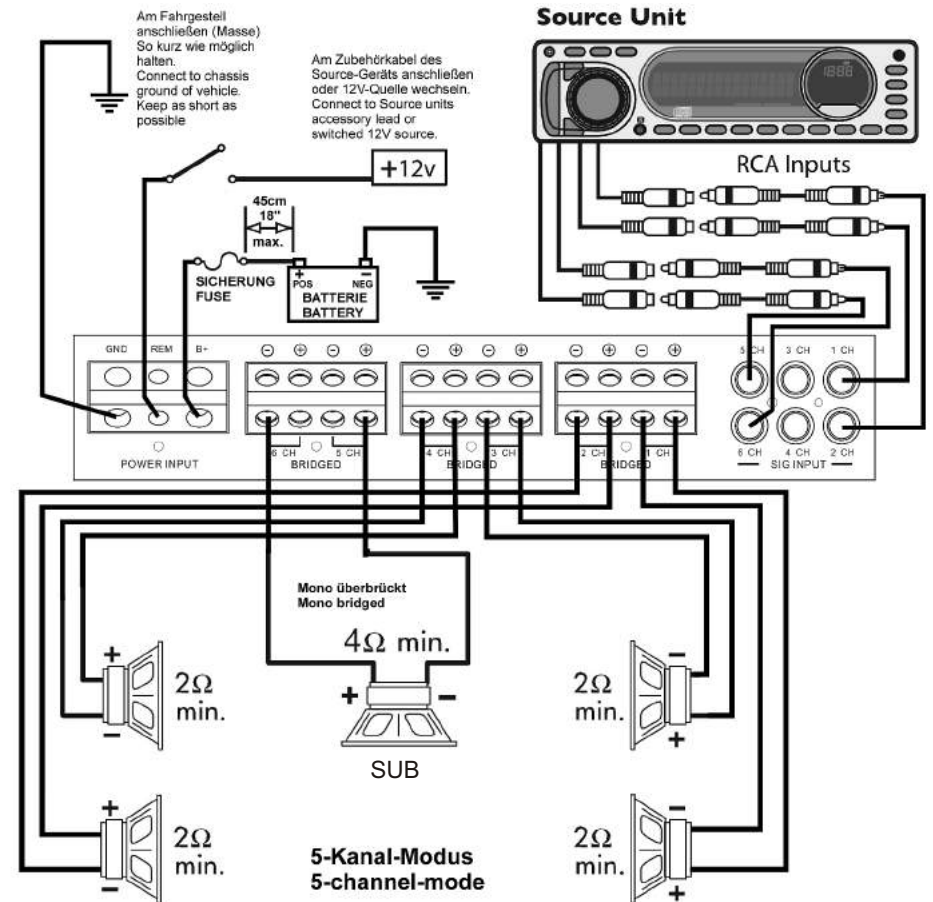 Am Fahrgestell
anschließen (Masse)
So kurz wie möglich
halten.
Connect to chassis
ground of vehicle.
Keep as short as
possible
Am Zubehörkabel des
Source-Geräts anschließen
oder 12V-Quelle wechseln.
Connect to Source units
accessory lead or
switched 12V source.
Source Unit
1888
RCA Inputs
+12v
45cm
18"
max.
SICHERUNG
FUSE
+ −
POS NEG
BATTERIE
BATTERY
GND REM B+
⊖ ⊕ ⊖ ⊕
⊖ ⊕ ⊖ ⊕
⊖ ⊕ ⊖ ⊕
5 CH 3 CH 1 CH
POWER INPUT
6 CH 5 CH
BRIDGED
4 CH 3 CH
BRIDGED
2 CH 1 CH
BRIDGED
6 CH 4 CH 2 CH
SIG INPUT
Mono überbrückt
Mono bridged
4Ω min.
+ −
SUB
+
2Ω
min.
−
−
2Ω
min.
+
+
2Ω
min.
−
−
2Ω
min.
+
5-Kanal-Modus
5-channel-mode